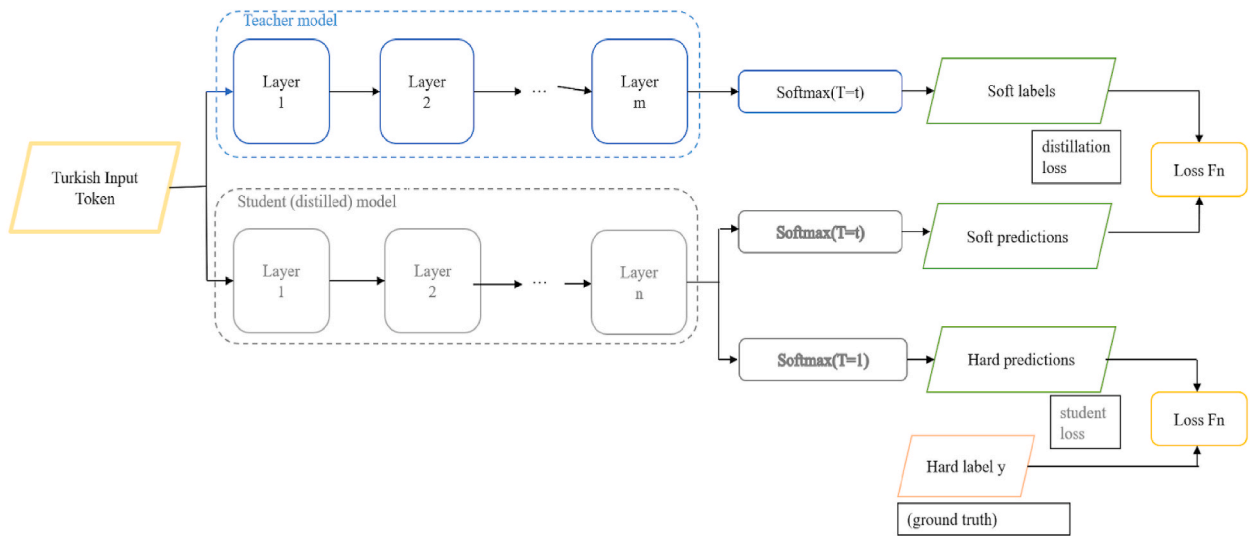 Teacher model
Layer
1
Layer
2
...
Layer
m
Softmax(T=t)
Soft labels
distillation
loss
Loss Fn
Turkish Input
Token
Student (distilled) model
Layer
1
Layer
2
...
Layer
n
Softmax(T=t)
Soft predictions
Softmax(T=1)
Hard predictions
student
loss
Loss Fn
Hard label y
(ground truth)